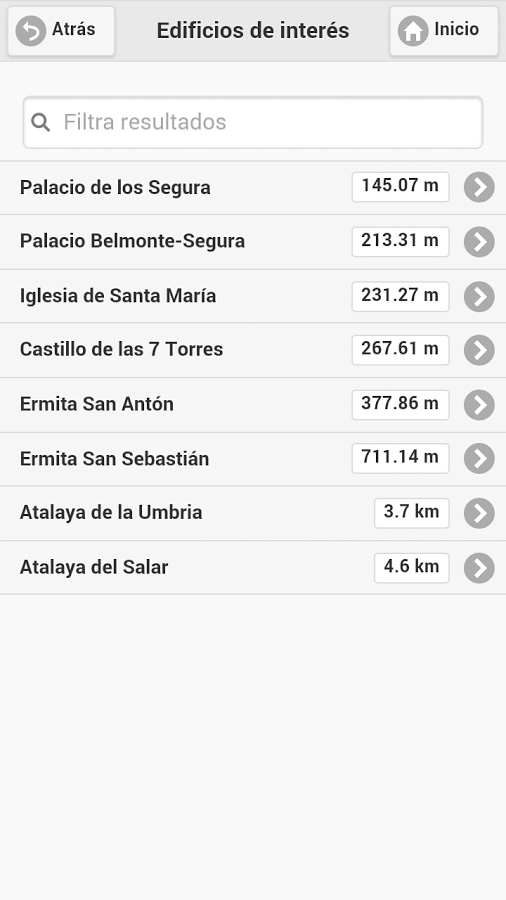 Atrás
Edificios de interés
Inicio
Filtra resultados
Palacio de los Segura 145.07 m
Palacio Belmonte-Segura 213.31 m
Iglesia de Santa María 231.27 m
Castillo de las 7 Torres 267.61 m
Ermita San Antón 377.86 m
Ermita San Sebastián 711.14 m
Atalaya de la Umbria 3.7 km
Atalaya del Salar 4.6 km